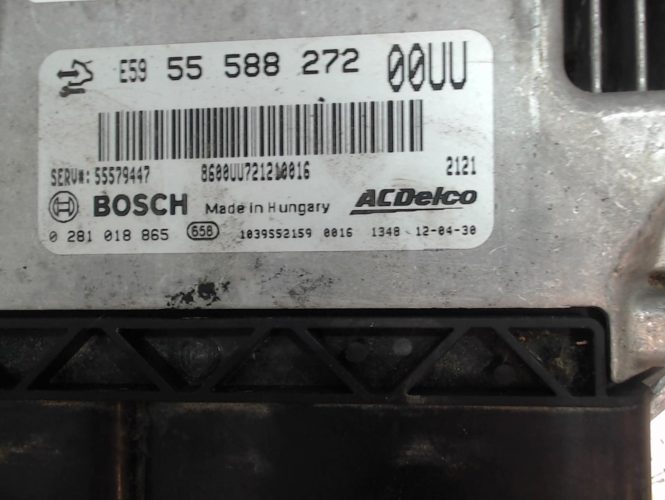 E59 55 588 272 00UU
SERV#: 55579447 8600UU721210016 2121
BOSCH Made in Hungary ACDelco
0 281 018 865 658 1039S52159 0016 1348 12-04-30